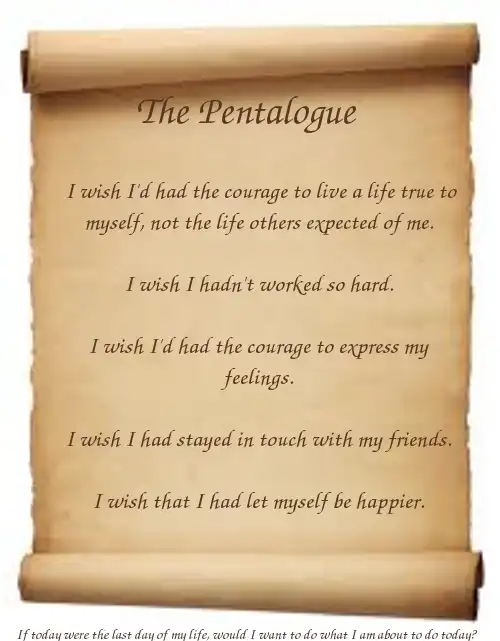 The Pentalogue
I wish I'd had the courage to live a life true to
myself, not the life others expected of me.
I wish I hadn't worked so hard.
I wish I'd had the courage to express my
feelings.
I wish I had stayed in touch with my friends.
I wish that I had let myself be happier.
If today were the last day of my life, would I want to do what I am about to do today?